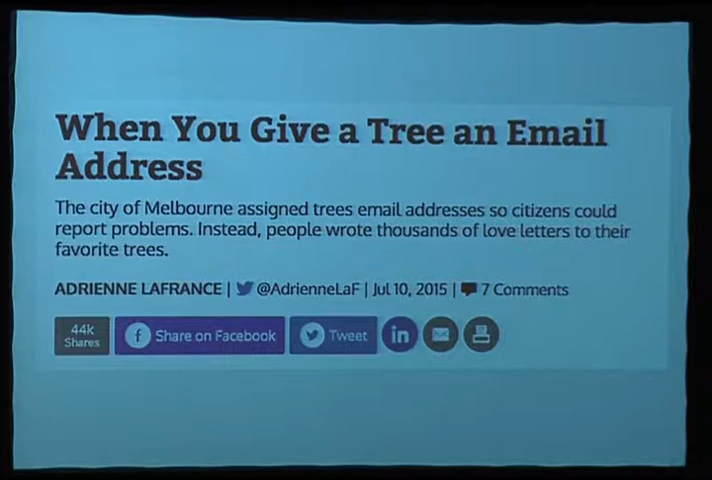 When You Give a Tree an Email
Address
The city of Melbourne assigned trees email addresses so citizens could
report problems. Instead, people wrote thousands of love letters to their
favorite trees.
ADRIENNE LAFRANCE | @AdrienneLaF | Jul 10, 2015 | 7 Comments
44k
Shares
f Share on Facebook
Tweet
in